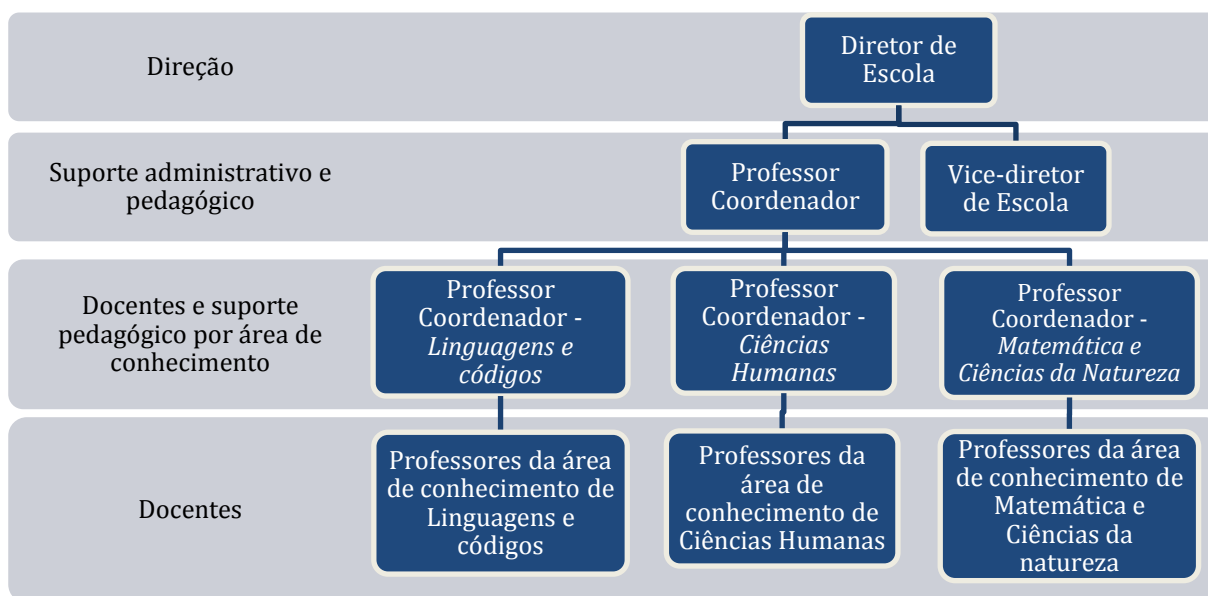 Direção
Diretor de
Escola
Suporte administrativo e
pedagógico
Professor
Coordenador
Vice-diretor
de Escola
Docentes e suporte
pedagógico por área de
conhecimento
Professor
Coordenador -
Linguagens e
códigos
Professor
Coordenador -
Ciências
Humanas
Professor
Coordenador -
Matemática e
Ciências da Natureza
Docentes
Professores da área
de conhecimento de
Linguagens e
códigos
Professores da
área de
conhecimento de
Ciências Humanas
Professores da área
de conhecimento de
Matemática e
Ciências da
natureza